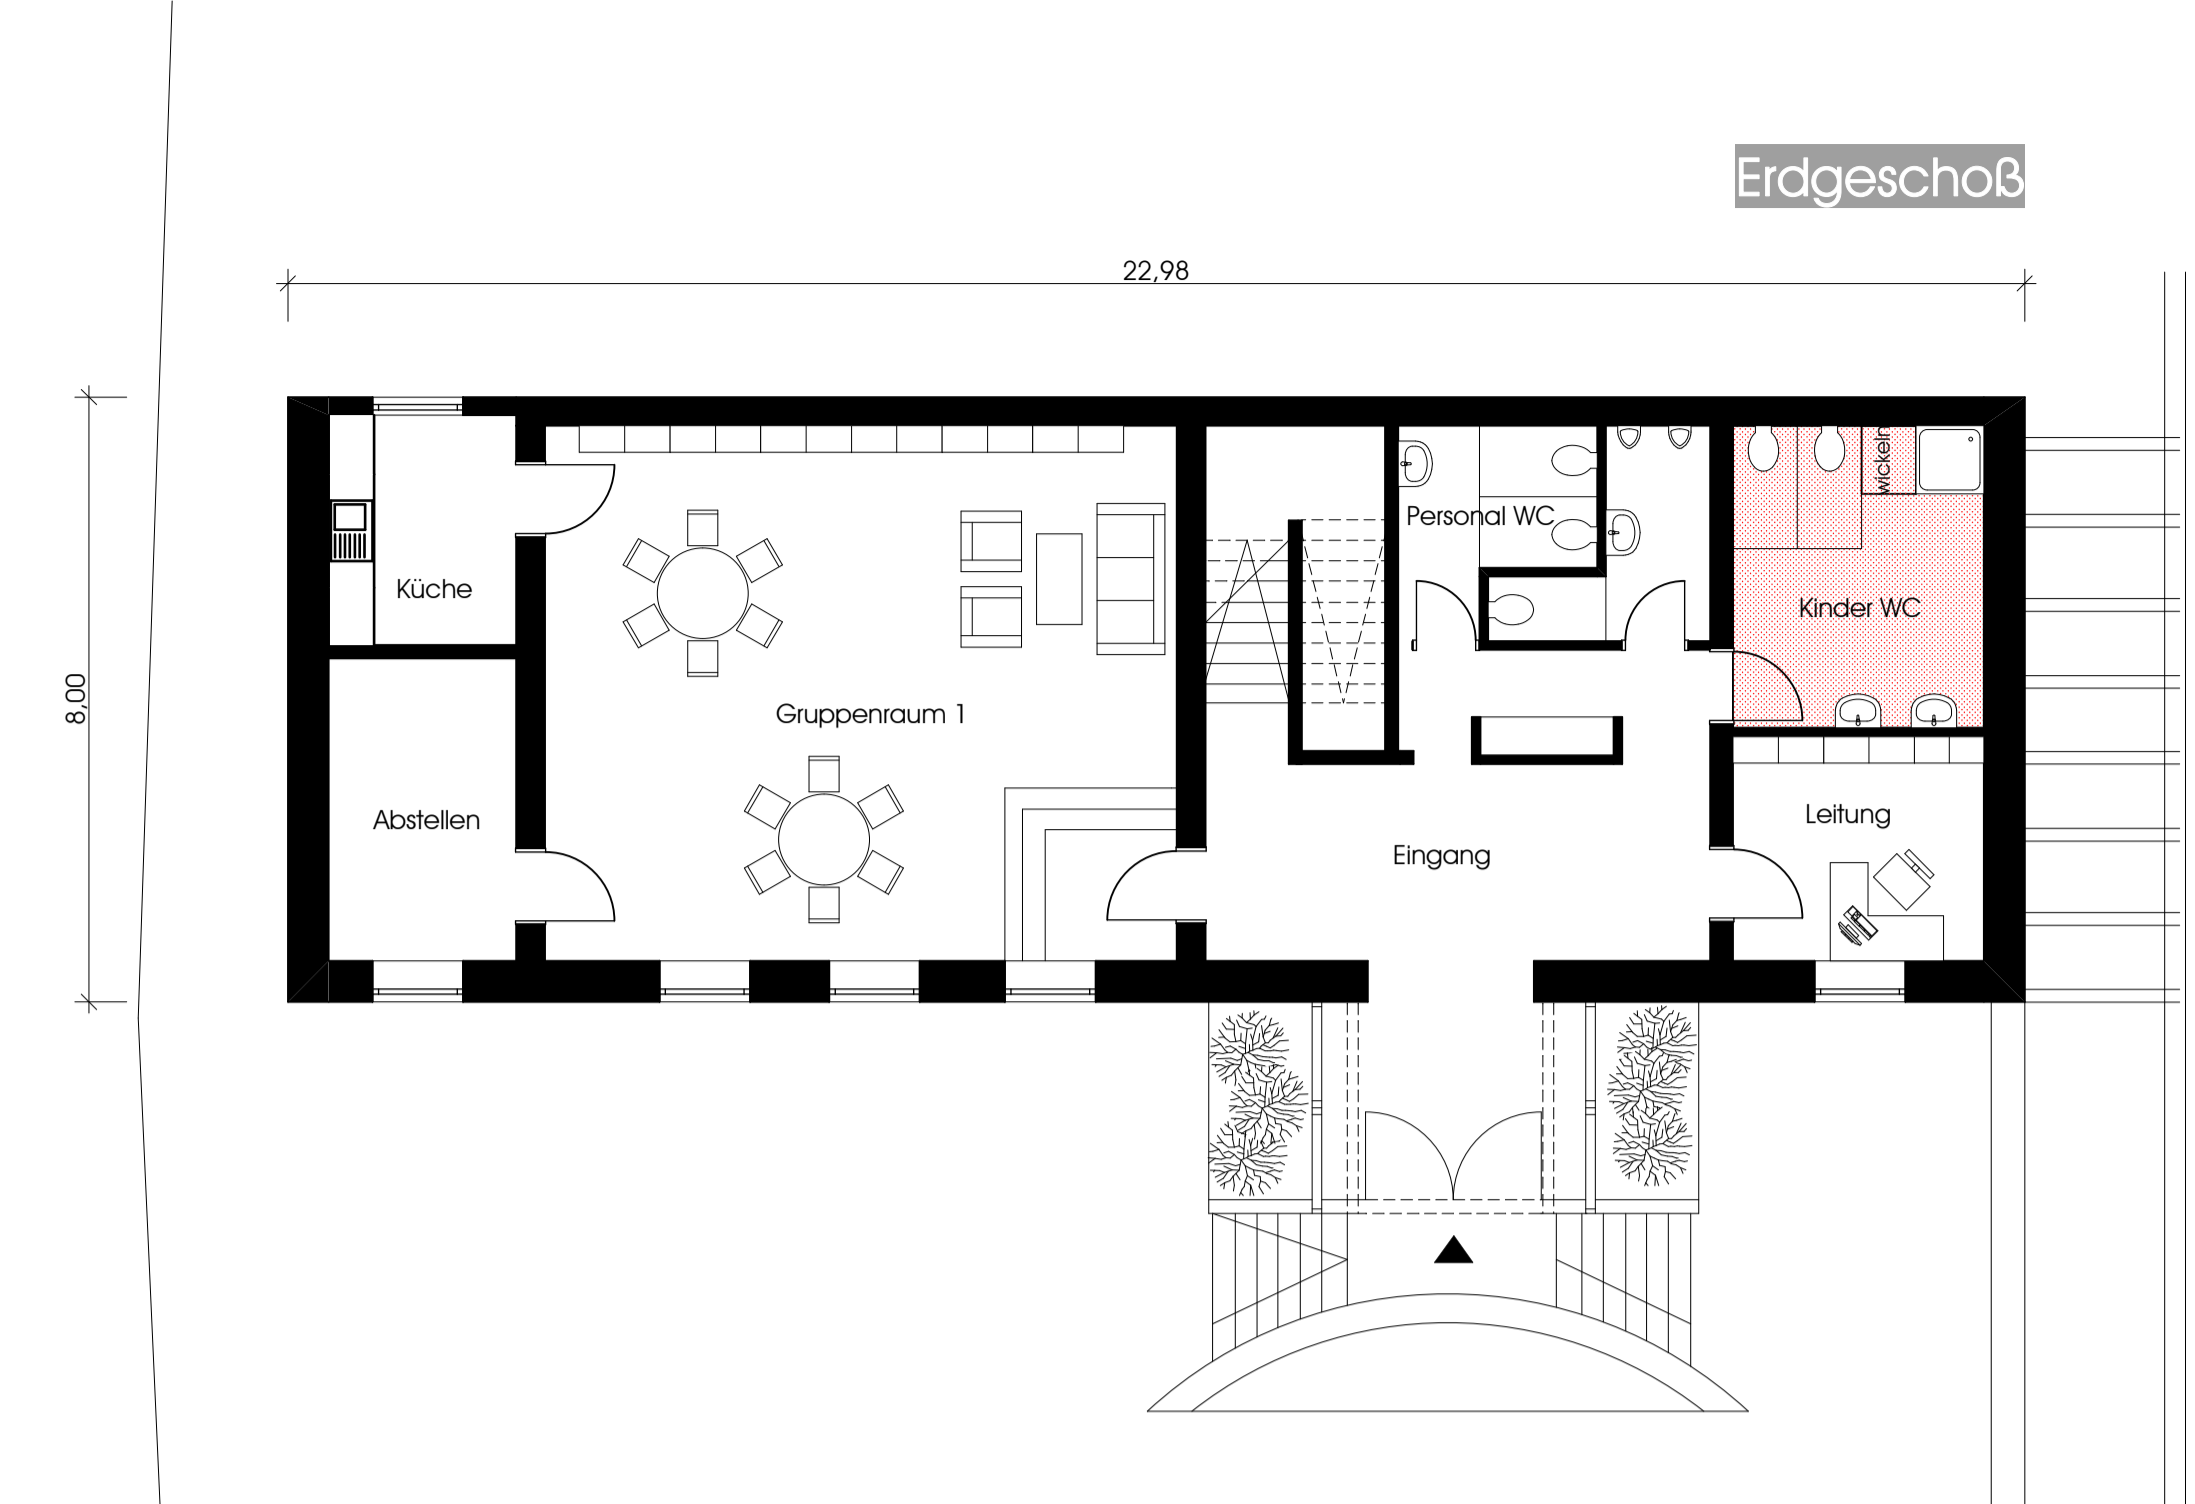 Erdgeschoß
22,98
8,00
wickeln
Personal WC
Küche
Kinder WC
Gruppenraum 1
Abstellen
Leitung
Eingang